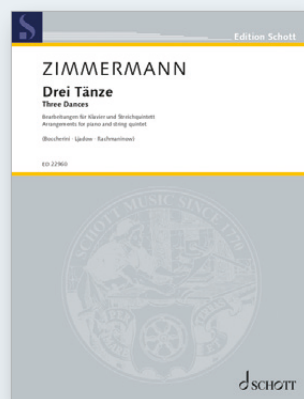 Edition Schott
ZIMMERMANN
Drei Tänze
Three Dances
Bearbeitungen für Klavier und Streichquintett
Arrangements for piano and string quintet
(Boccherini · Ljadow · Rachmaninow)
ED 22960
SCHOTT MUSIC SINCE 1770
SCHOTT